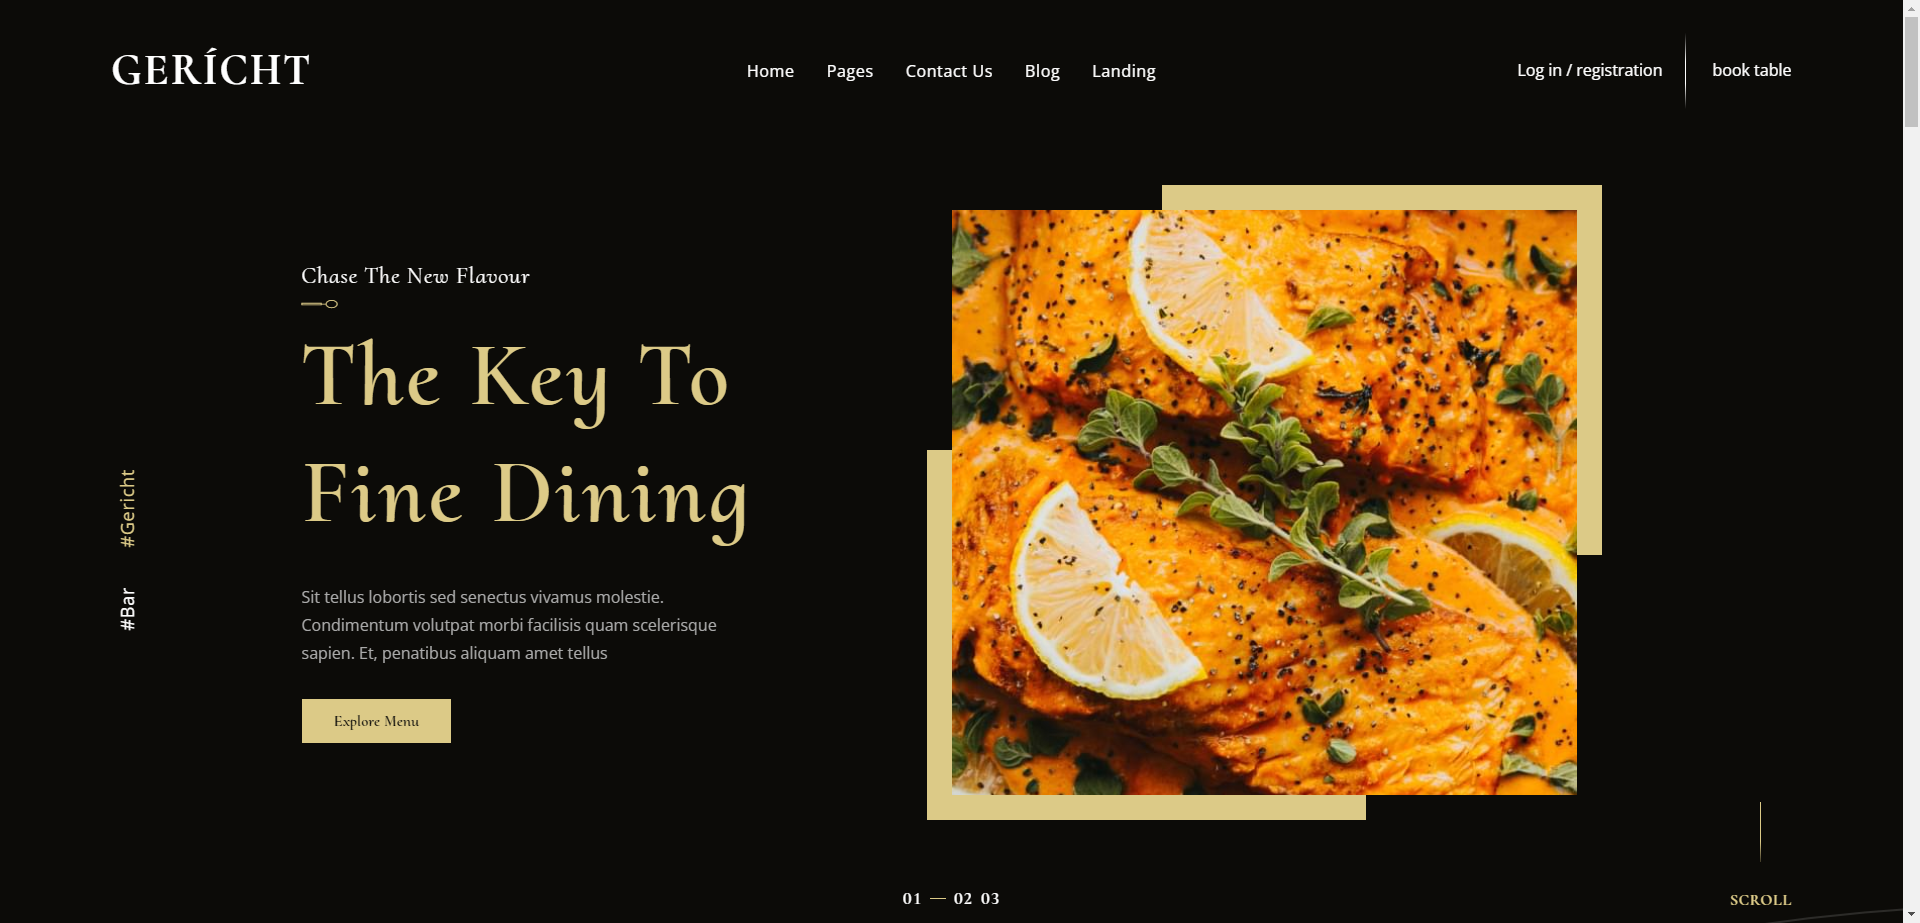 GERÍCHT
Home Pages Contact Us Blog Landing
Log in / registration
book table
Chase The New Flavour
The Key To
Fine Dining
#Gericht
#Bar
Sit tellus lobortis sed senectus vivamus molestie.
Condimentum volutpat morbi facilisis quam scelerisque
sapien. Et, penatibus aliquam amet tellus
Explore Menu
01 — 02 03
SCROLL